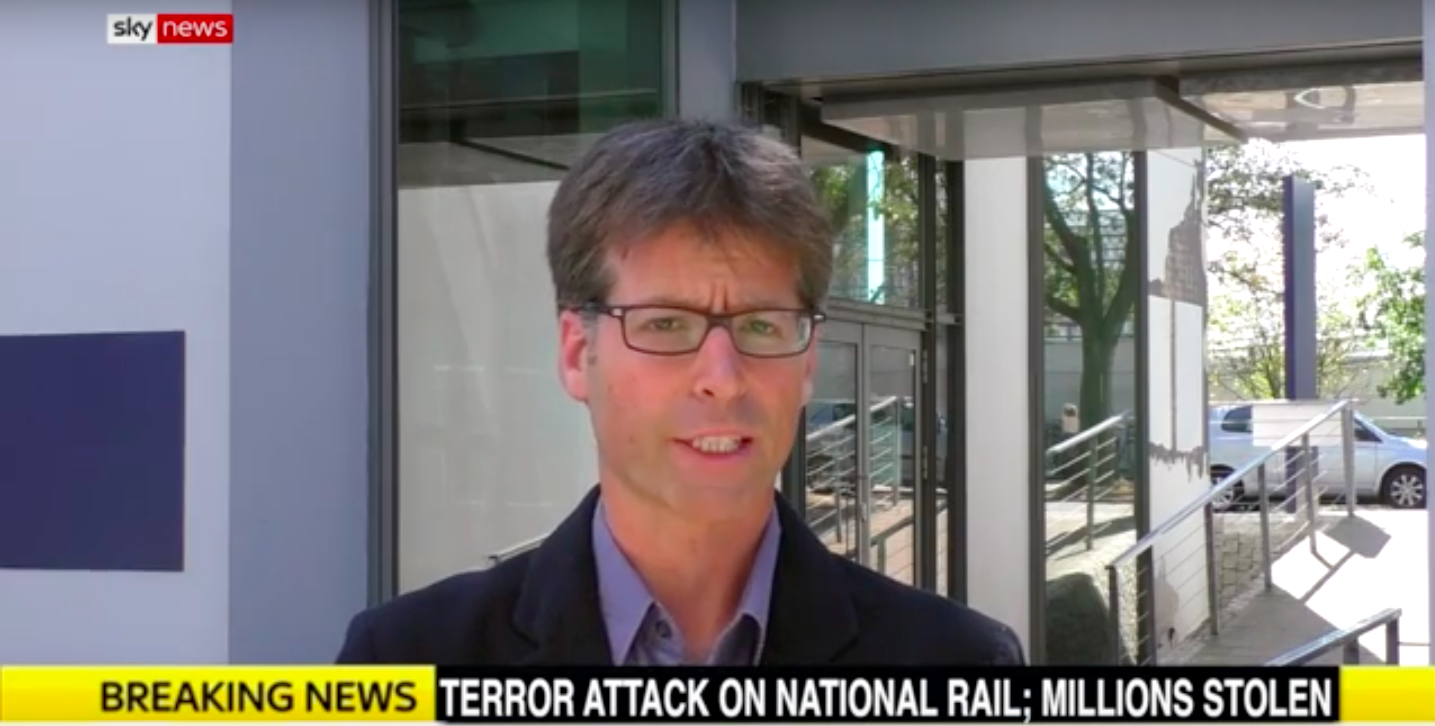 sky news
BREAKING NEWS TERROR ATTACK ON NATIONAL RAIL; MILLIONS STOLEN